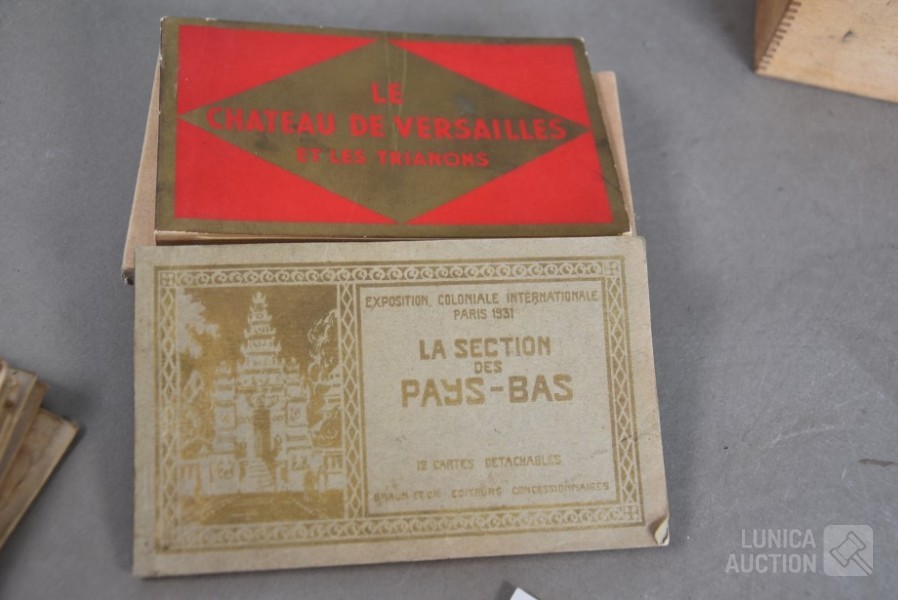 LE
CHATEAU DE VERSAILLES
ET LES TRIANONS
EXPOSITION COLONIALE INTERNATIONALE
PARIS 1931
LA SECTION
DES
PAYS-BAS
12 CARTES DETACHABLES
BRAUN ET CIE EDITEURS CONCESSIONNAIRES
LUNICA
AUCTION